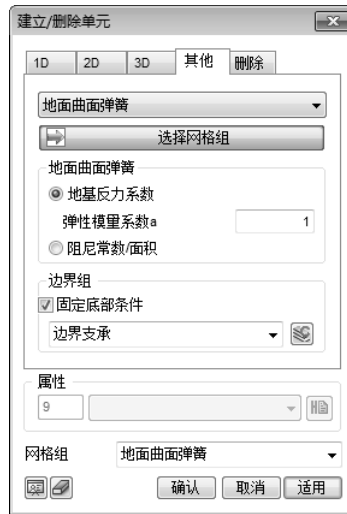 建立/删除单元
1D 2D 3D 其他 删除
地面曲面弹簧
选择网格组
地面曲面弹簧
地基反力系数
弹性模里系数a 1
阻尼常数/面积
边界组
固定底部条件
边界支承
属性
9
网格组 地面曲面弹簧
确认 取消 适用